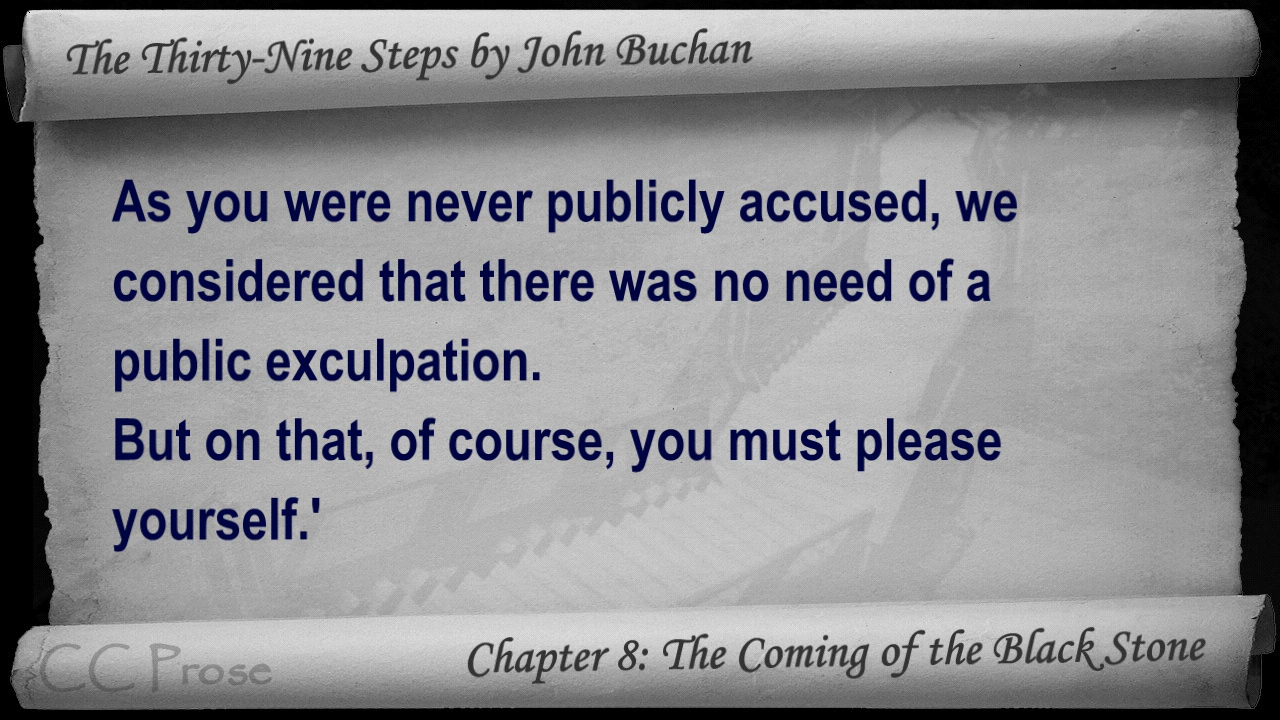 The Thirty-Nine Steps by John Buchan
As you were never publicly accused, we
considered that there was no need of a
public exculpation.
But on that, of course, you must please
yourself.'
CC Prose
Chapter 8: The Coming of the Black Stone